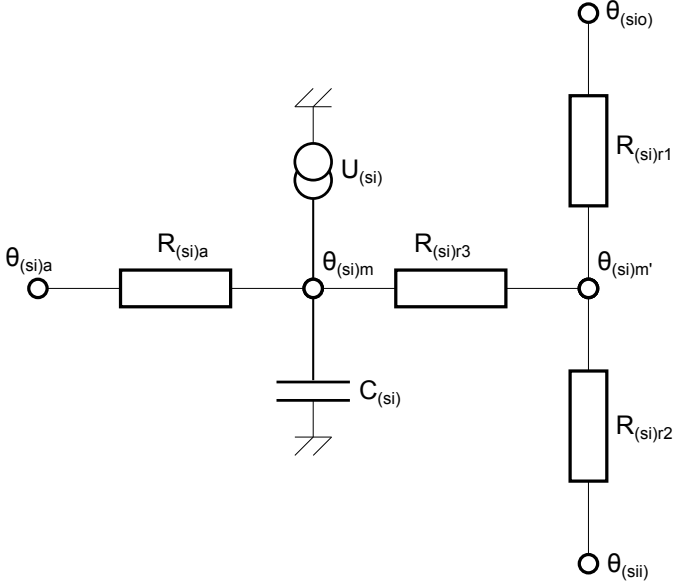 θ(sio)
R(si)r1
U(si)
R(si)a
R(si)r3
θ(si)a
θ(si)m
θ(si)m'
C(si)
R(si)r2
θ(sii)